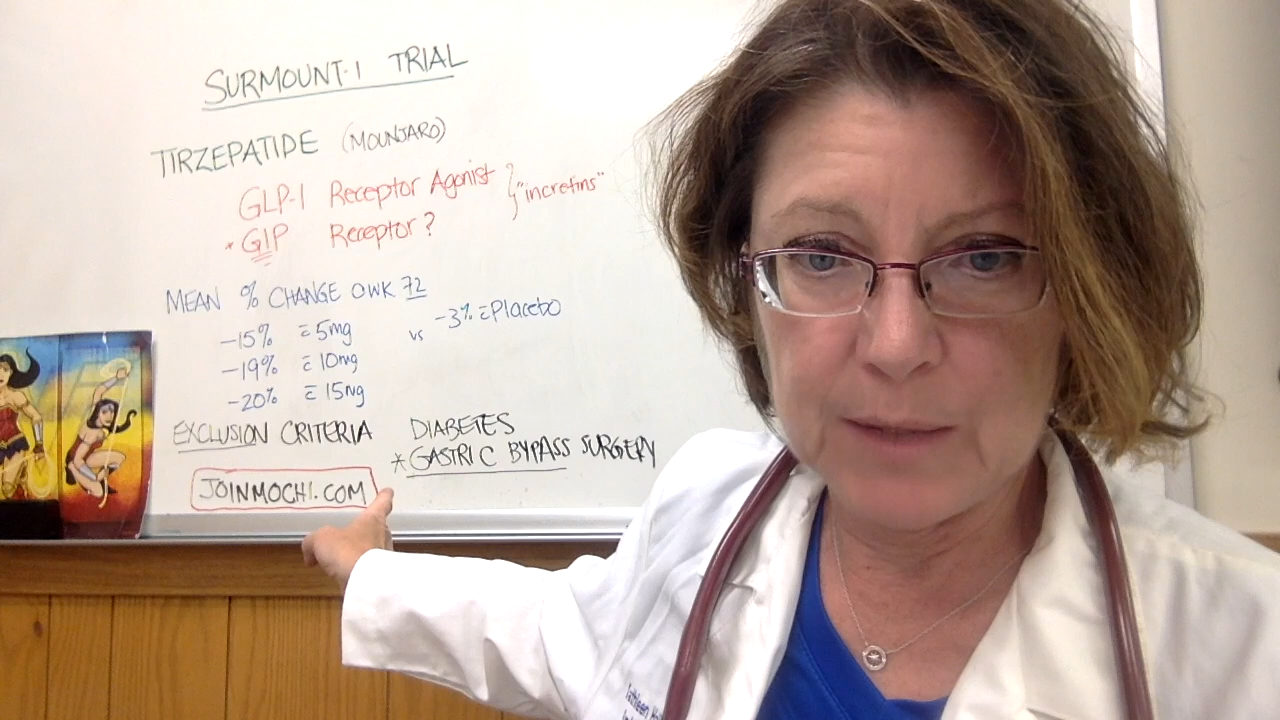 SURMOUNT-1 TRIAL
TIRZEPATIDE (MOUNJARO)
GLP-1 Receptor Agonist } "incretins"
* GIP Receptor?
MEAN % CHANGE @WK 72
-15% c̄ 5mg vs -3% c̄ Placebo
-19% c̄ 10mg
-20% c̄ 15mg
EXCLUSION CRITERIA DIABETES
* GASTRIC BYPASS SURGERY
JOINMOCHI.COM
Kathleen